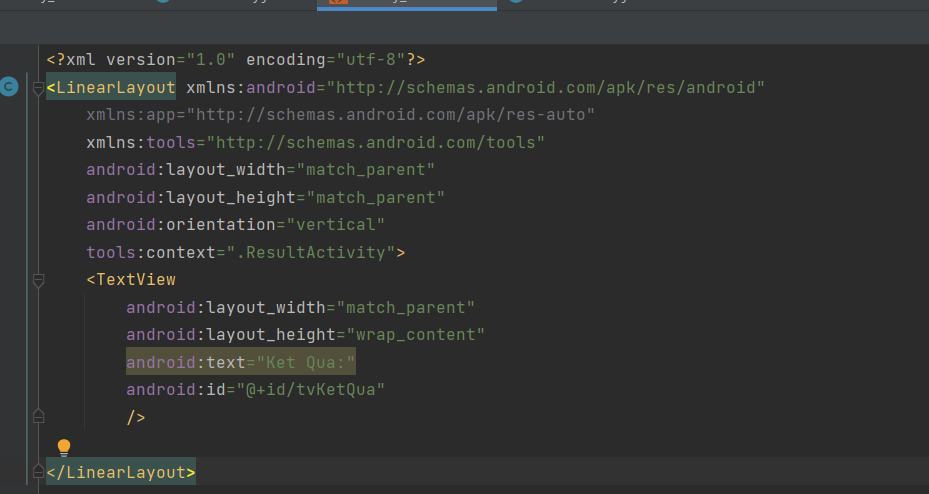 <?xml version="1.0" encoding="utf-8"?>
<LinearLayout xmlns:android="http://schemas.android.com/apk/res/android"
    xmlns:app="http://schemas.android.com/apk/res-auto"
    xmlns:tools="http://schemas.android.com/tools"
    android:layout_width="match_parent"
    android:layout_height="match_parent"
    android:orientation="vertical"
    tools:context=".ResultActivity">
    <TextView
        android:layout_width="match_parent"
        android:layout_height="wrap_content"
        android:text="Ket Qua:"
        android:id="@+id/tvKetQua"
        />
</LinearLayout>